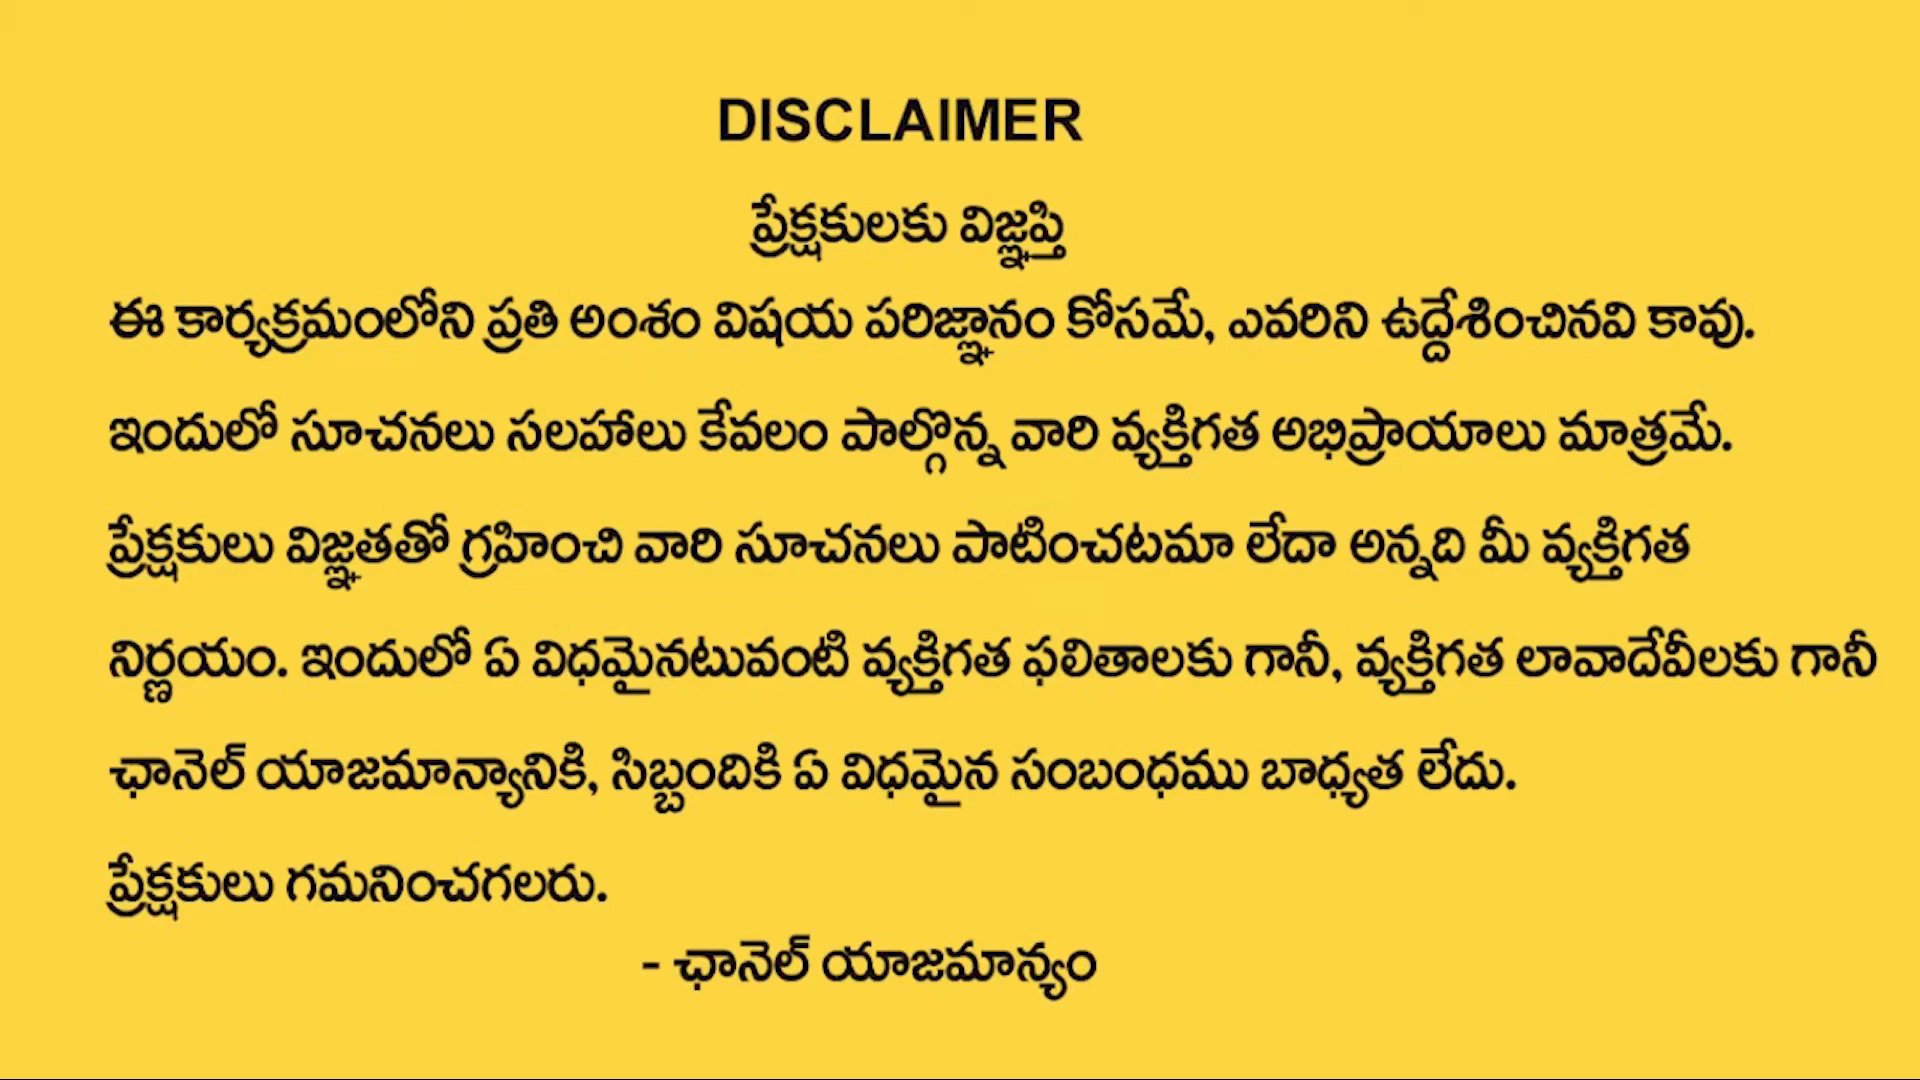 DISCLAIMER
ప్రేక్షకులకు విజ్ఞప్తి
ఈ కార్యక్రమంలోని ప్రతి అంశం విషయ పరిజ్ఞానం కోసమే, ఎవరిని ఉద్దేశించినవి కావు.
ఇందులో సూచనలు సలహాలు కేవలం పాల్గొన్న వారి వ్యక్తిగత అభిప్రాయాలు మాత్రమే.
ప్రేక్షకులు విజ్ఞతతో గ్రహించి వారి సూచనలు పాటించటమా లేదా అన్నది మీ వ్యక్తిగత
నిర్ణయం. ఇందులో ఏ విధమైనటువంటి వ్యక్తిగత ఫలితాలకు గానీ, వ్యక్తిగత లావాదేవీలకు గానీ
ఛానెల్ యాజమాన్యానికి, సిబ్బందికి ఏ విధమైన సంబంధము బాధ్యత లేదు.
ప్రేక్షకులు గమనించగలరు.
- ఛానెల్ యాజమాన్యం